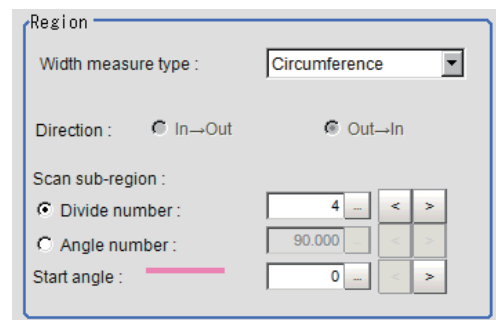 Region
Width measure type : Circumference
Direction : In→Out Out→In
Scan sub-region :
Divide number : 4 ... < >
Angle number : 90.000 ... < >
Start angle : 0 ... < >